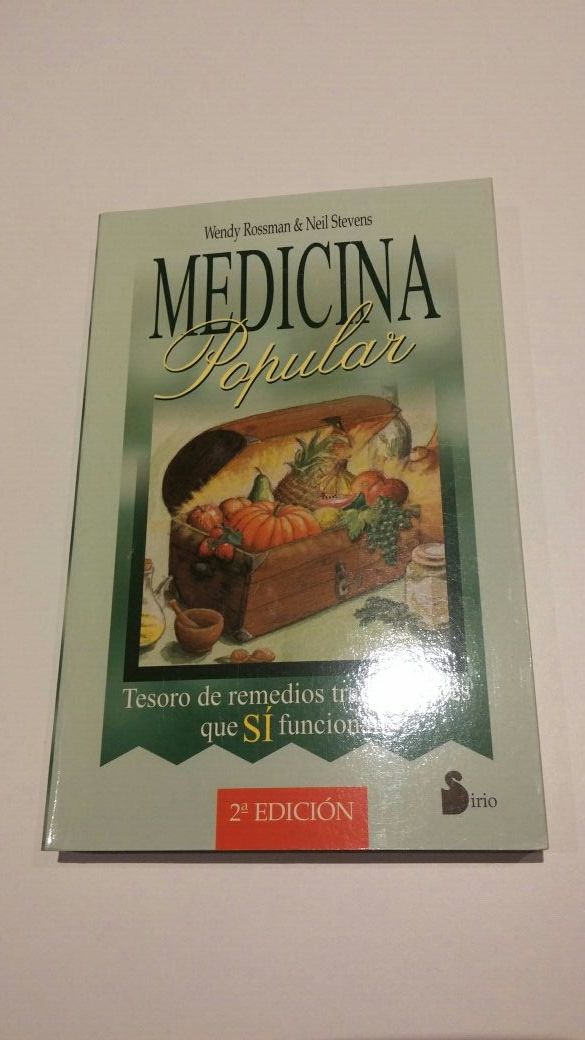 Wendy Rossman & Neil Stevens
MEDICINA
Popular
Tesoro de remedios
que SÍ
2ª EDICIÓN
Sirio